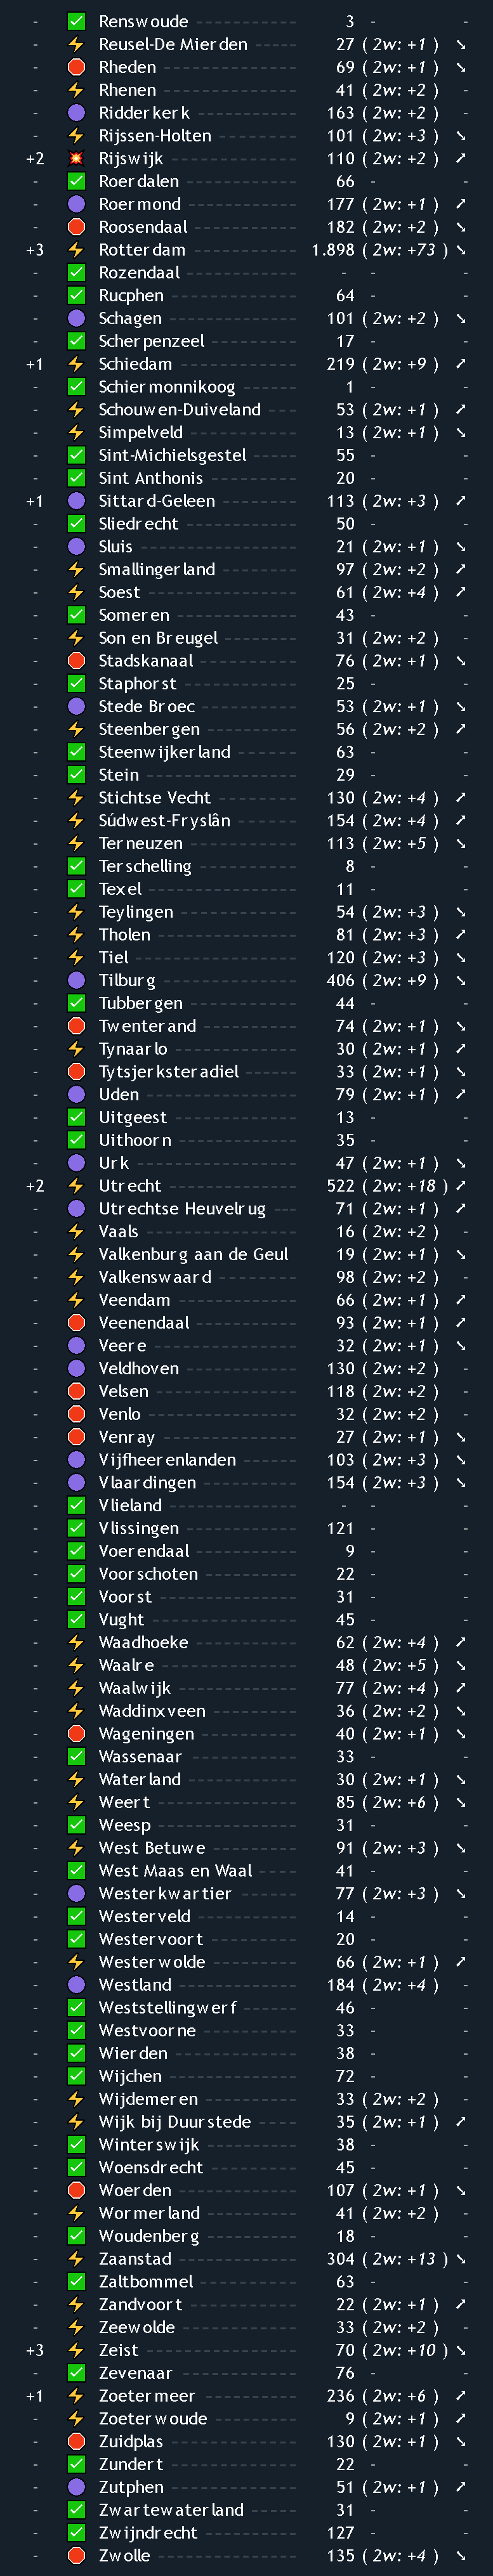 - ✅ Renswoude 3 - -
- ⚡ Reusel-De Mierden 27 ( 2w: +1 ) ↘
- 🛑 Rheden 69 ( 2w: +1 ) ↘
- ⚡ Rhenen 41 ( 2w: +2 ) -
- 🟣 Ridderkerk 163 ( 2w: +2 ) -
- ⚡ Rijssen-Holten 101 ( 2w: +3 ) ↘
+2 💥 Rijswijk 110 ( 2w: +2 ) ↗
- ✅ Roerdalen 66 - -
- 🟣 Roermond 177 ( 2w: +1 ) ↗
- 🛑 Roosendaal 182 ( 2w: +2 ) ↘
+3 ⚡ Rotterdam 1.898 ( 2w: +73 ) ↘
- ✅ Rozendaal - - -
- ✅ Rucphen 64 - -
- 🟣 Schagen 101 ( 2w: +2 ) ↘
- ✅ Scherpenzeel 17 - -
+1 ⚡ Schiedam 219 ( 2w: +9 ) ↗
- ✅ Schiermonnikoog 1 - -
- ⚡ Schouwen-Duiveland 53 ( 2w: +1 ) ↗
- ⚡ Simpelveld 13 ( 2w: +1 ) ↘
- ✅ Sint-Michielsgestel 55 - -
- ✅ Sint Anthonis 20 - -
+1 🟣 Sittard-Geleen 113 ( 2w: +3 ) ↗
- ✅ Sliedrecht 50 - -
- 🟣 Sluis 21 ( 2w: +1 ) ↘
- ⚡ Smallingerland 97 ( 2w: +2 ) ↗
- ⚡ Soest 61 ( 2w: +4 ) ↗
- ✅ Someren 43 - -
- ⚡ Son en Breugel 31 ( 2w: +2 ) -
- 🛑 Stadskanaal 76 ( 2w: +1 ) ↘
- ✅ Staphorst 25 - -
- 🟣 Stede Broec 53 ( 2w: +1 ) ↘
- ⚡ Steenbergen 56 ( 2w: +2 ) ↗
- ✅ Steenwijkerland 63 - -
- ✅ Stein 29 - -
- ⚡ Stichtse Vecht 130 ( 2w: +4 ) ↗
- ⚡ Súdwest-Fryslân 154 ( 2w: +4 ) ↗
- ⚡ Terneuzen 113 ( 2w: +5 ) ↘
- ✅ Terschelling 8 - -
- ✅ Texel 11 - -
- ⚡ Teylingen 54 ( 2w: +3 ) ↘
- ⚡ Tholen 81 ( 2w: +3 ) ↗
- ⚡ Tiel 120 ( 2w: +3 ) ↘
- 🟣 Tilburg 406 ( 2w: +9 ) ↘
- ✅ Tubbergen 44 - -
- 🛑 Twenterand 74 ( 2w: +1 ) ↘
- ⚡ Tynaarlo 30 ( 2w: +1 ) ↗
- 🛑 Tytsjerksteradiel 33 ( 2w: +1 ) ↘
- 🟣 Uden 79 ( 2w: +1 ) ↗
- ✅ Uitgeest 13 - -
- ✅ Uithoorn 35 - -
- 🟣 Urk 47 ( 2w: +1 ) ↘
+2 ⚡ Utrecht 522 ( 2w: +18 ) ↗
- 🟣 Utrechtse Heuvelrug 71 ( 2w: +1 ) ↗
- ⚡ Vaals 16 ( 2w: +2 ) -
- ⚡ Valkenburg aan de Geul 19 ( 2w: +1 ) ↘
- ⚡ Valkenswaard 98 ( 2w: +2 ) -
- ⚡ Veendam 66 ( 2w: +1 ) ↗
- 🛑 Veenendaal 93 ( 2w: +1 ) ↗
- 🟣 Veere 32 ( 2w: +1 ) ↘
- 🟣 Veldhoven 130 ( 2w: +2 ) -
- 🛑 Velsen 118 ( 2w: +2 ) -
- 🛑 Venlo 32 ( 2w: +2 ) -
- 🛑 Venray 27 ( 2w: +1 ) ↘
- 🟣 Vijfheerenlanden 103 ( 2w: +3 ) ↘
- 🟣 Vlaardingen 154 ( 2w: +3 ) ↘
- ✅ Vlieland - - -
- ✅ Vlissingen 121 - -
- ✅ Voerendaal 9 - -
- ✅ Voorschoten 22 - -
- ✅ Voorst 31 - -
- ✅ Vught 45 - -
- ⚡ Waadhoeke 62 ( 2w: +4 ) ↗
- ⚡ Waalre 48 ( 2w: +5 ) ↘
- ⚡ Waalwijk 77 ( 2w: +4 ) ↗
- ⚡ Waddinxveen 36 ( 2w: +2 ) ↘
- 🛑 Wageningen 40 ( 2w: +1 ) ↘
- ✅ Wassenaar 33 - -
- ⚡ Waterland 30 ( 2w: +1 ) ↘
- ⚡ Weert 85 ( 2w: +6 ) ↘
- ✅ Weesp 31 - -
- ⚡ West Betuwe 91 ( 2w: +3 ) ↘
- ✅ West Maas en Waal 41 - -
- 🟣 Westerkwartier 77 ( 2w: +3 ) ↘
- ✅ Westerveld 14 - -
- ✅ Westervoort 20 - -
- ⚡ Westerwolde 66 ( 2w: +1 ) ↗
- 🟣 Westland 184 ( 2w: +4 ) -
- ✅ Weststellingwerf 46 - -
- ✅ Westvoorne 33 - -
- ✅ Wierden 38 - -
- ✅ Wijchen 72 - -
- ⚡ Wijdemeren 33 ( 2w: +2 ) -
- ⚡ Wijk bij Duurstede 35 ( 2w: +1 ) ↗
- ✅ Winterswijk 38 - -
- ✅ Woensdrecht 45 - -
- 🛑 Woerden 107 ( 2w: +1 ) ↘
- ⚡ Wormerland 41 ( 2w: +2 ) -
- ✅ Woudenberg 18 - -
- ⚡ Zaanstad 304 ( 2w: +13 ) ↘
- ✅ Zaltbommel 63 - -
- ⚡ Zandvoort 22 ( 2w: +1 ) ↗
- ⚡ Zeewolde 33 ( 2w: +2 ) -
+3 ⚡ Zeist 70 ( 2w: +10 ) ↘
- ✅ Zevenaar 76 - -
+1 ⚡ Zoetermeer 236 ( 2w: +6 ) ↗
- ⚡ Zoeterwoude 9 ( 2w: +1 ) ↗
- 🛑 Zuidplas 130 ( 2w: +1 ) ↘
- ✅ Zundert 22 - -
- 🟣 Zutphen 51 ( 2w: +1 ) ↗
- ✅ Zwartewaterland 31 - -
- ✅ Zwijndrecht 127 - -
- 🛑 Zwolle 135 ( 2w: +4 ) ↘